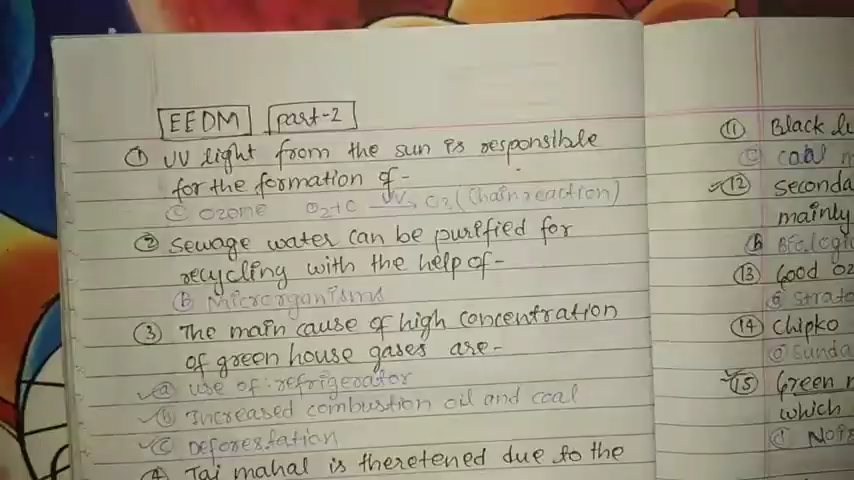 EEDM Part-2
① UV light from the sun is responsible
for the formation of-
ⓒ Ozone O₂+O UV→ O₃ (Chain reaction)
② Sewage water can be purified for
recycling with the help of-
ⓑ Microrganisms
③ The main cause of high concentration
of green house gases are-
ⓐ use of refrigerator
ⓑ Increased combustion oil and coal
ⓒ Deforestation
④ Taj mahal is theretened due to the
⑪ Black
ⓒ coal
⑫ Seconda
mainly
ⓑ
⑬ Good oz
Strato
⑭ Chipko
Sunda
⑮ Green
which
ⓓ Nois